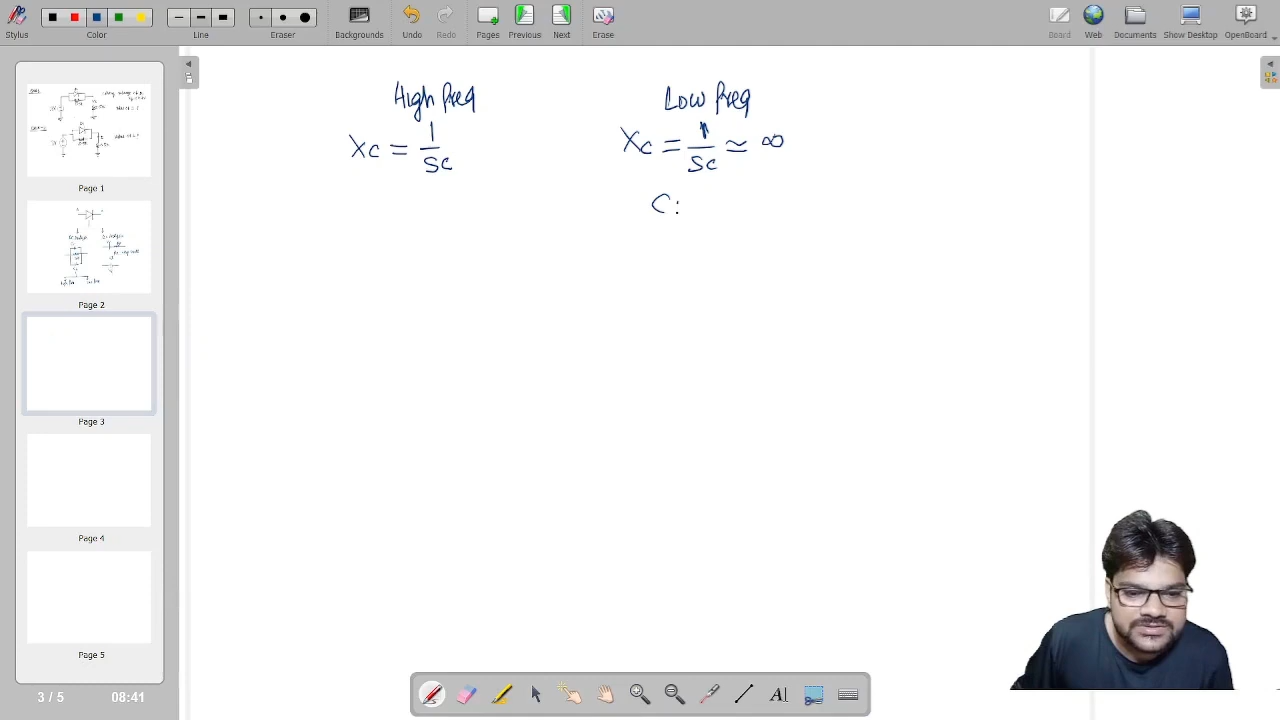 Stylus
Color
Line
Eraser
Backgrounds
Undo
Redo
Pages
Previous
Next
Erase
Board
Web
Documents
Show Desktop
OpenBoard
High freq
Xc = 1/SC
Low freq
Xc = 1/SC ≃ ∞
C:
Page 1
Page 2
Page 3
Page 4
Page 5
3 / 5
08:41